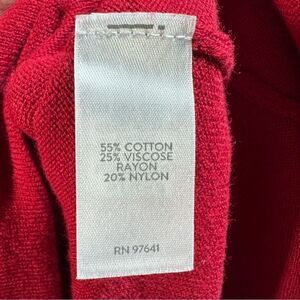 55% COTTON
25% VISCOSE
RAYON
20% NYLON
RN 97641